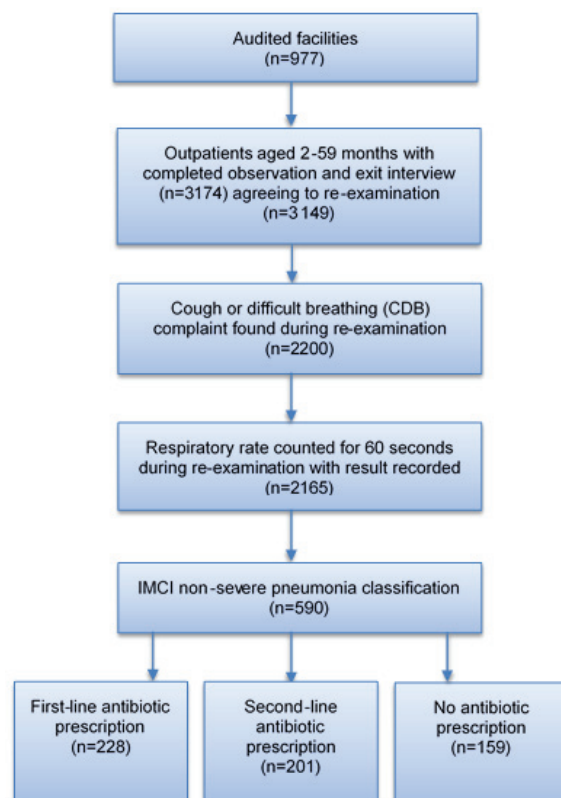 Audited facilities
(n=977)
Outpatients aged 2-59 months with
completed observation and exit interview
(n=3174) agreeing to re-examination
(n=3149)
Cough or difficult breathing (CDB)
complaint found during re-examination
(n=2200)
Respiratory rate counted for 60 seconds
during re-examination with result recorded
(n=2165)
IMCI non-severe pneumonia classification
(n=590)
First-line antibiotic
prescription
(n=228)
Second-line
antibiotic
prescription
(n=201)
No antibiotic
prescription
(n=159)